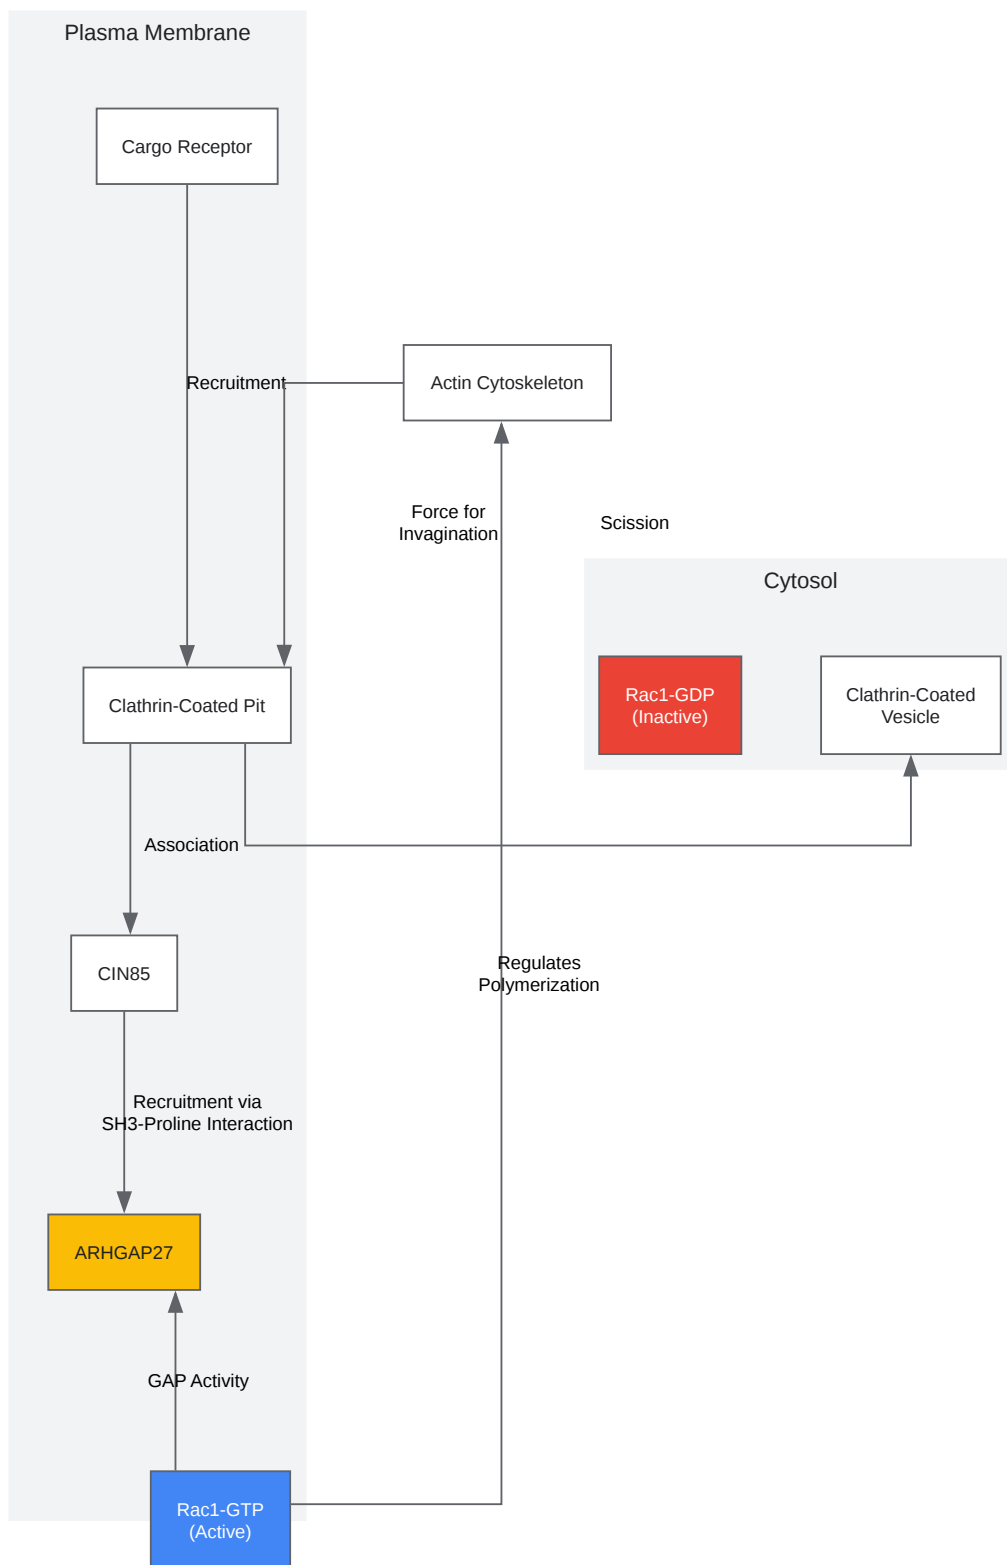 Plasma Membrane
Cargo Receptor
Recruitment
Actin Cytoskeleton
Force for
Invagination
Scission
Cytosol
Rac1-GDP
(Inactive)
Clathrin-Coated
Vesicle
Clathrin-Coated Pit
Association
CIN85
Regulates
Polymerization
Recruitment via
SH3-Proline Interaction
ARHGAP27
GAP Activity
Rac1-GTP
(Active)